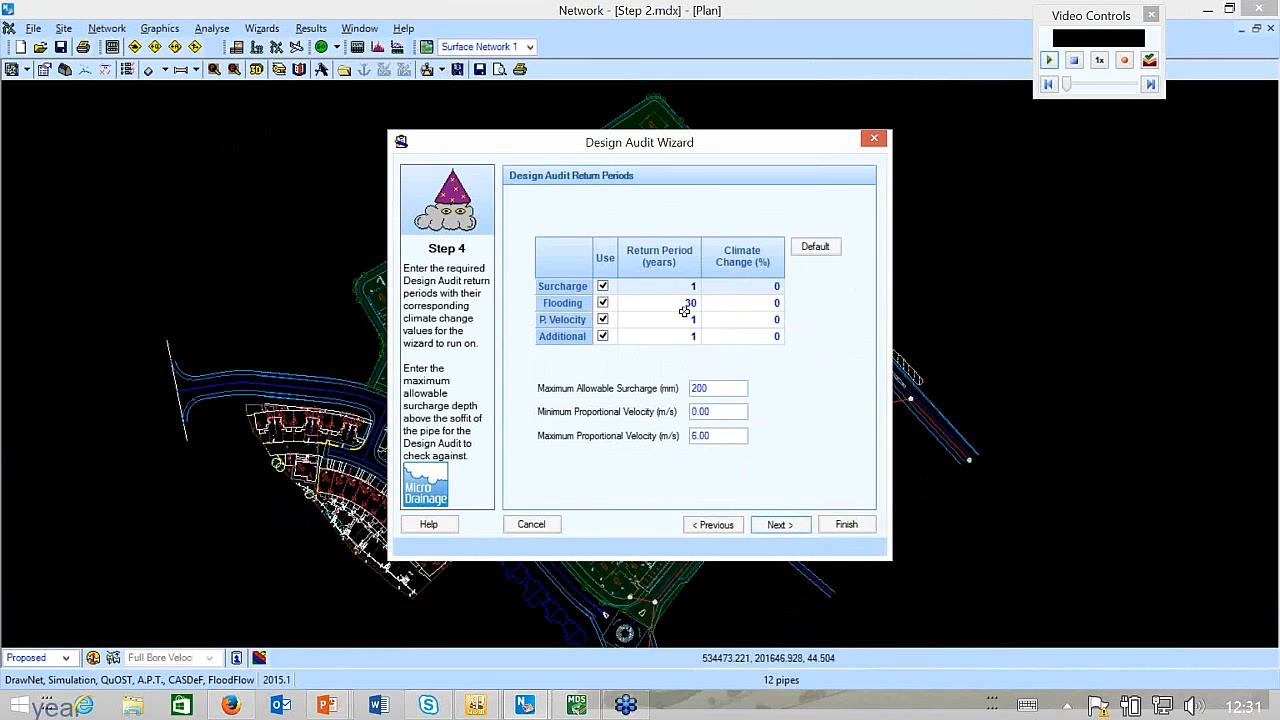 Network - [Step 2.mdx] - [Plan]
Video Controls
File Site Network Graphics Analyse Wizards Results Window Help
Surface Network 1
1x
3D
Design Audit Wizard
Design Audit Return Periods
Step 4
Enter the required
Design Audit return
periods with their
corresponding
climate change
values for the
wizard to run on.
Enter the
maximum
allowable
surcharge depth
above the soffit of
the pipe for the
Design Audit to
check against.
Micro
Drainage
Use Return Period (years) Climate Change (%)
Default
Surcharge 1 0
Flooding 30 0
P. Velocity 1 0
Additional 1 0
Maximum Allowable Surcharge (mm) 200
Minimum Proportional Velocity (m/s) 0.00
Maximum Proportional Velocity (m/s) 6.00
Help Cancel < Previous Next > Finish
Proposed Full Bore Veloc 534473.221, 201646.928, 44.504
DrawNet, Simulation, QuOST, A.P.T., CASDeF, FloodFlow 2015.1 12 pipes
year
MDS
12:31